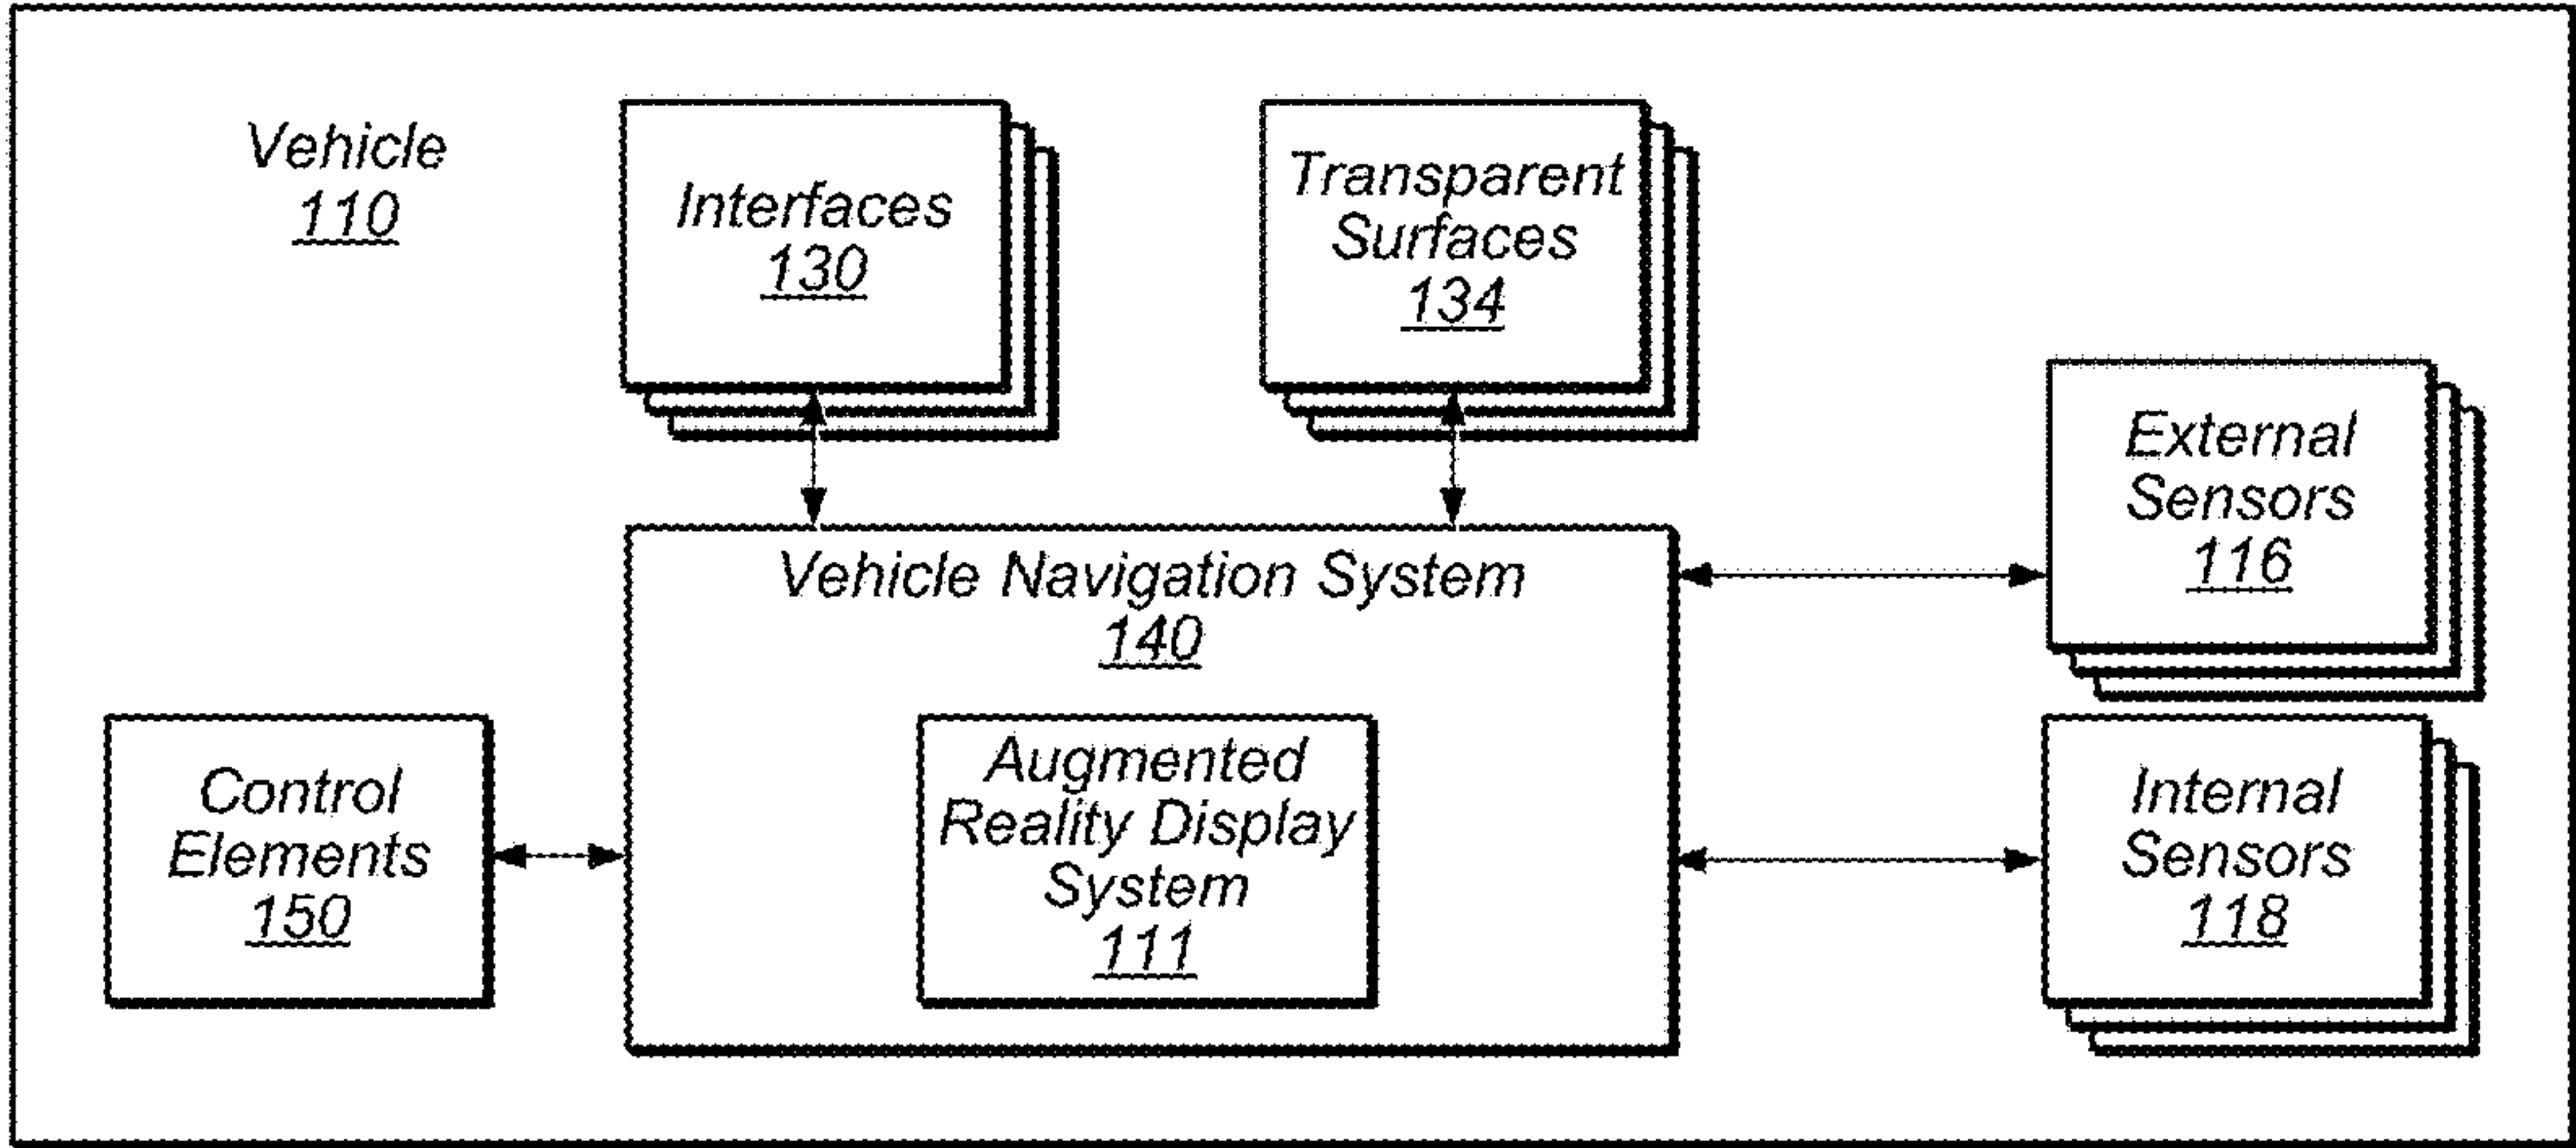 Vehicle
110
Interfaces
130
Transparent
Surfaces
134
External
Sensors
116
Vehicle Navigation System
140
Augmented
Reality Display
System
111
Control
Elements
150
Internal
Sensors
118